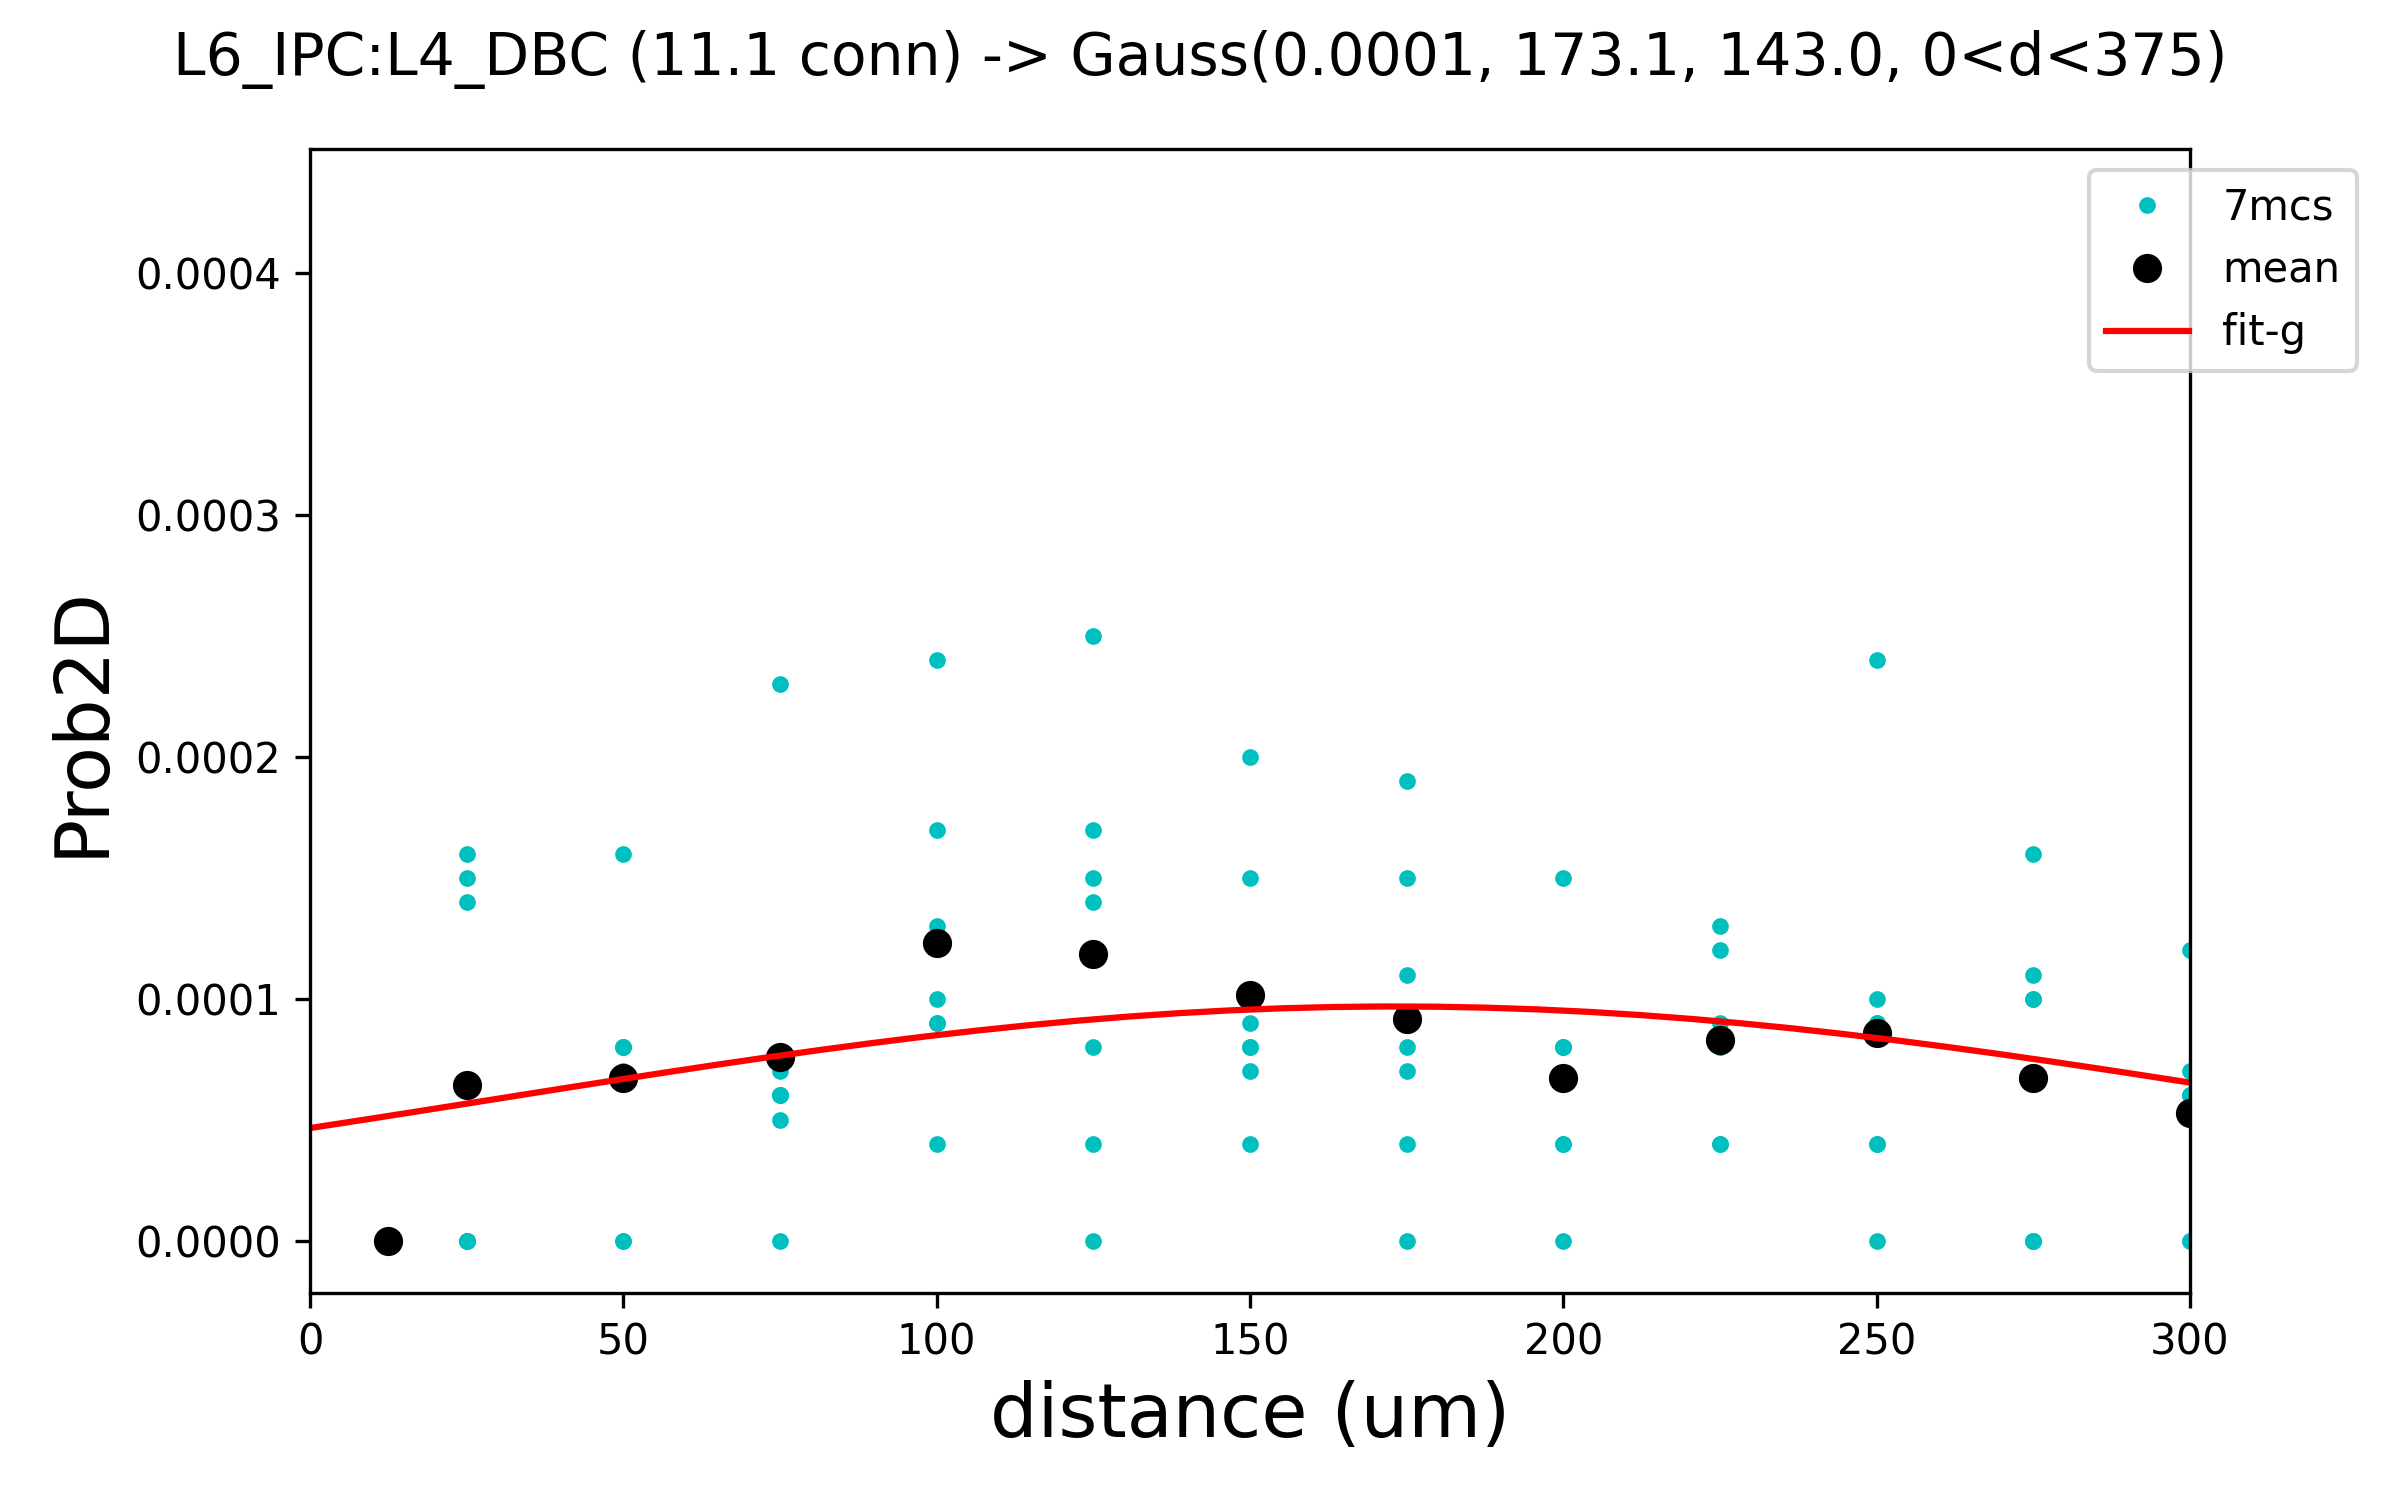 L6_IPC:L4_DBC (11.1 conn) -> Gauss(0.0001, 173.1, 143.0, 0<d<375)
7mcs
mean
fit-g
Prob2D
0.0004
0.0003
0.0002
0.0001
0.0000
0 50 100 150 200 250 300
distance (um)